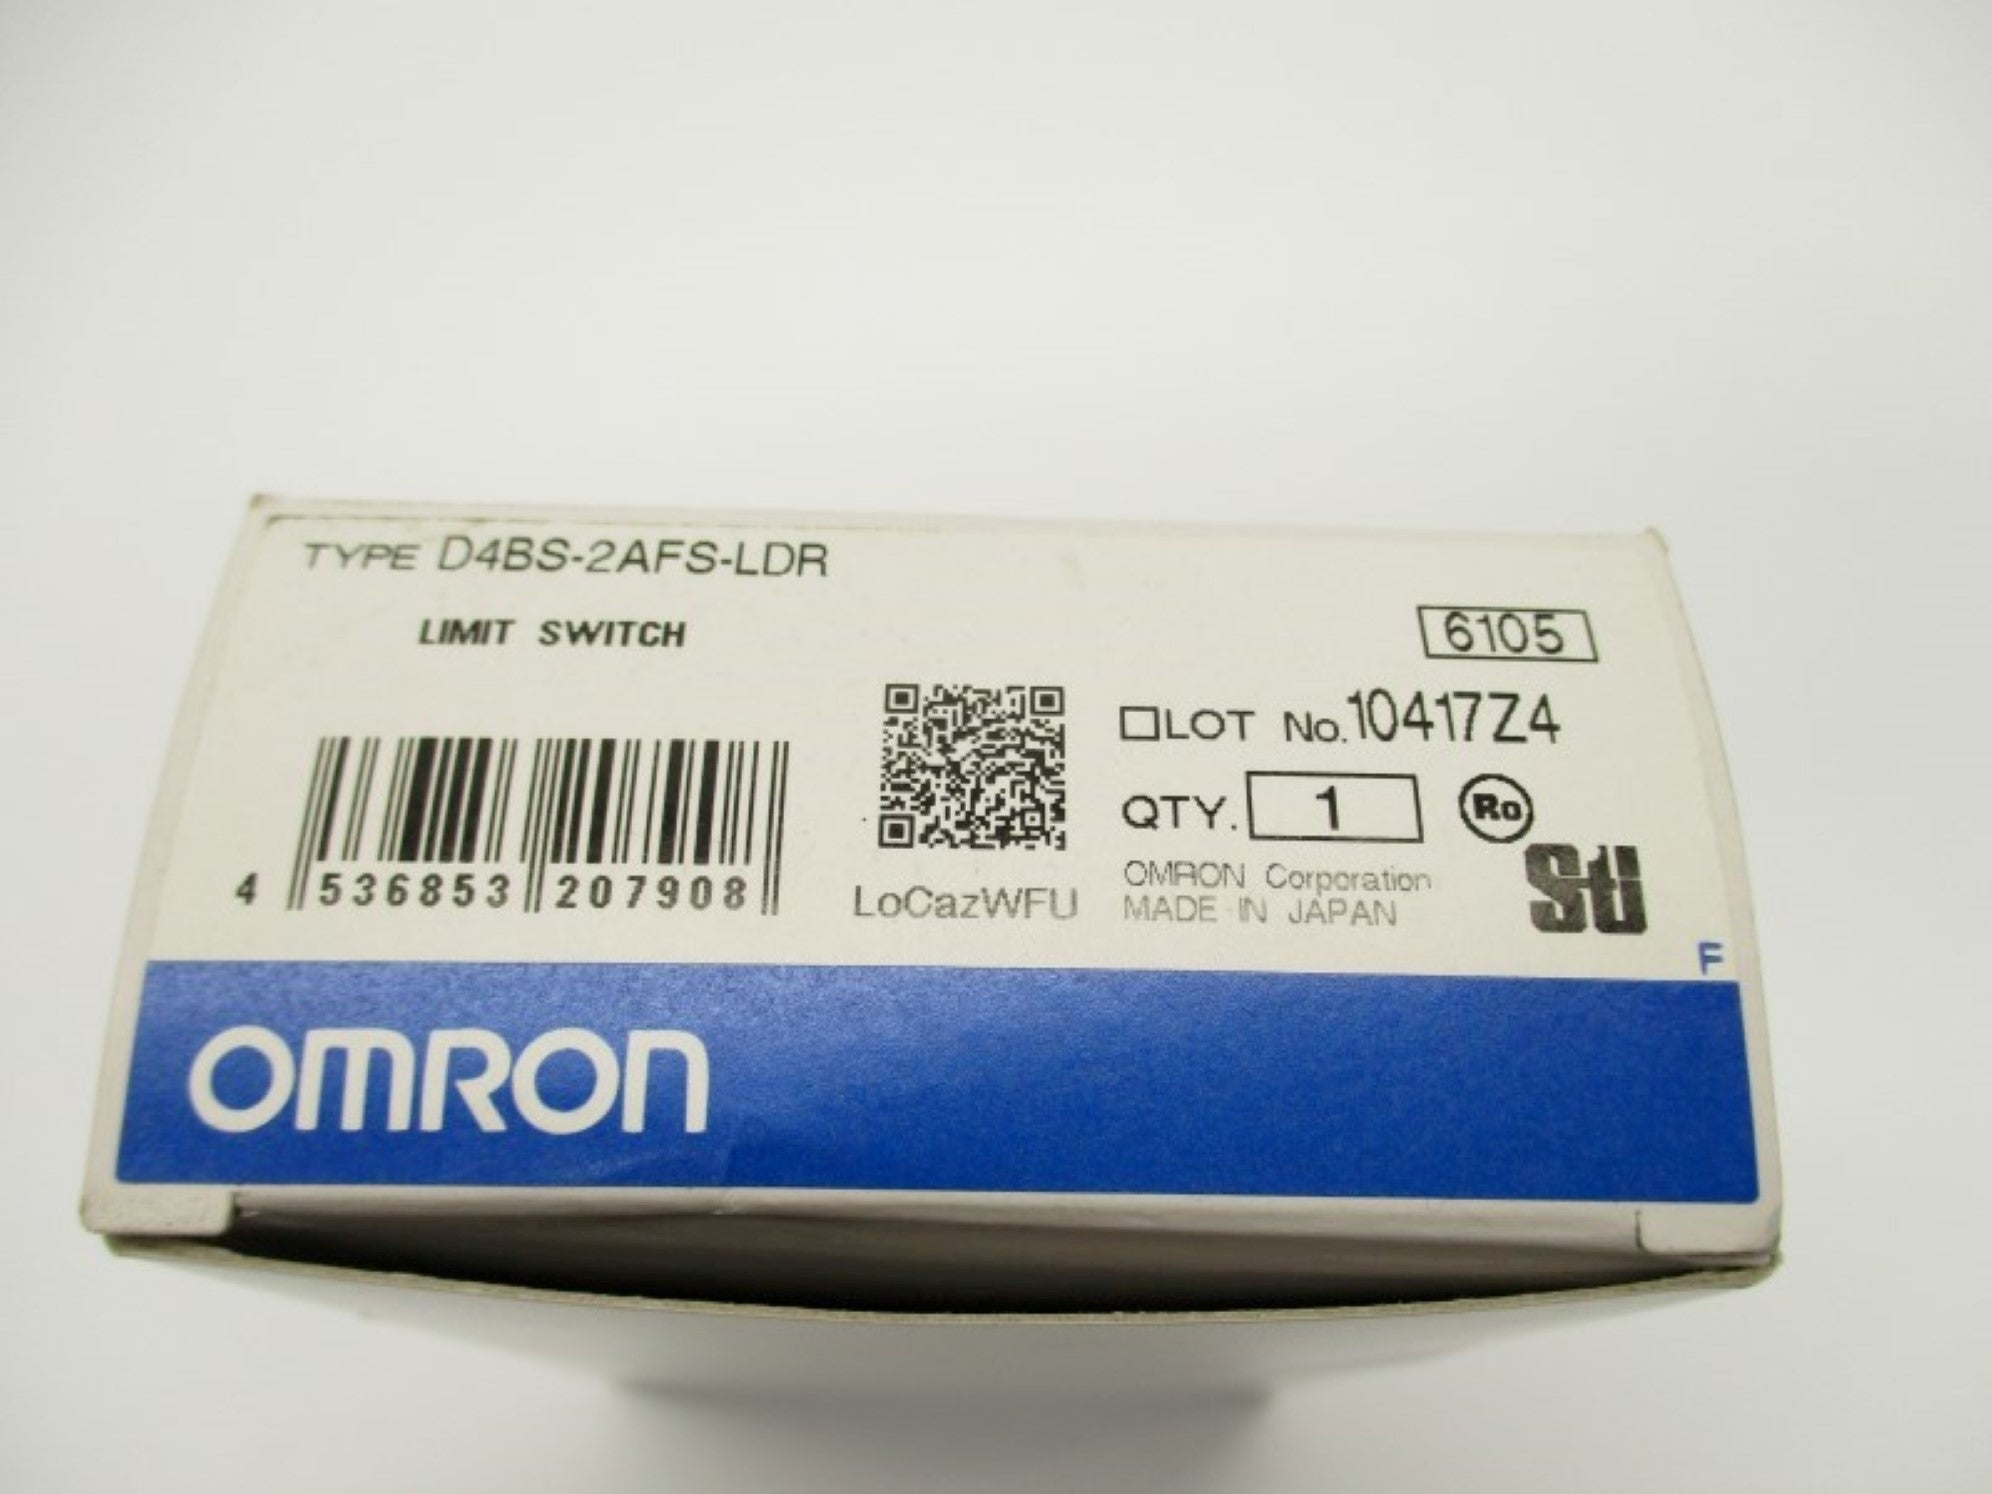 TYPE D4BS-2AFS-LDR
LIMIT SWITCH
6105
LOT No. 10417Z4
QTY. 1 Ro
4 536853 207908
LoCazWFU
OMRON Corporation
MADE IN JAPAN
Sti
F
OMRON